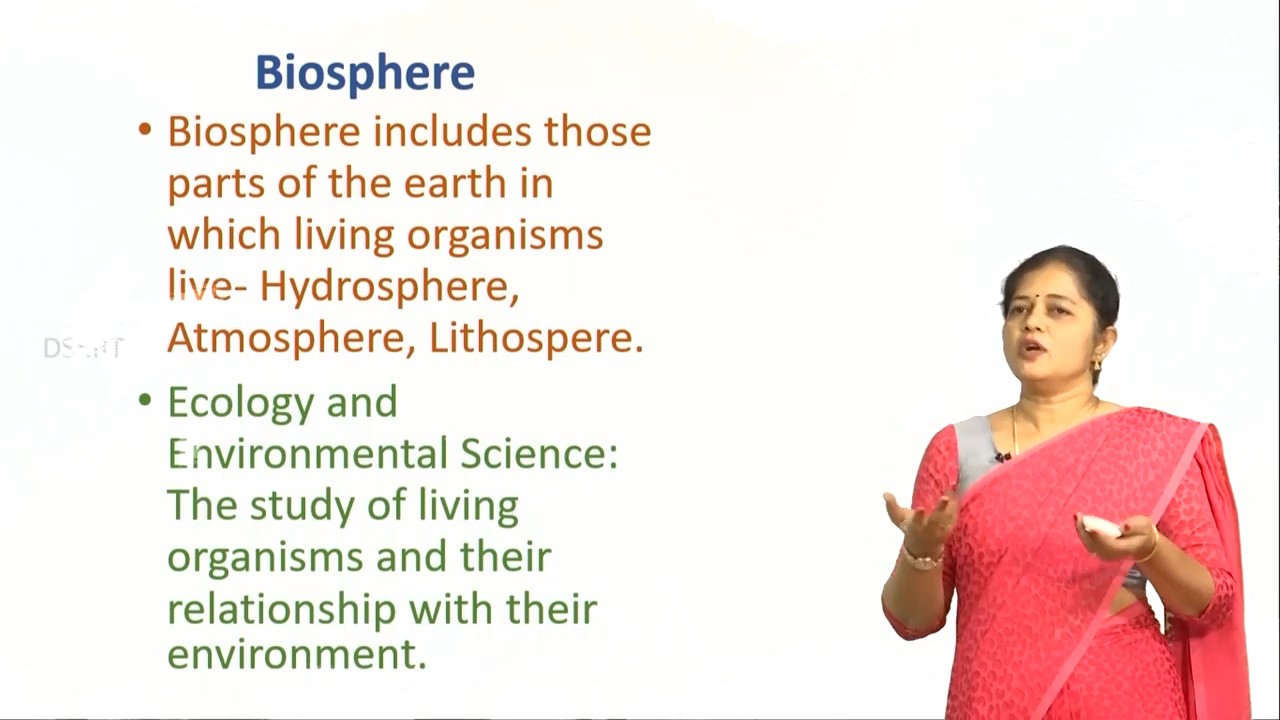 Biosphere
• Biosphere includes those
parts of the earth in
which living organisms
live- Hydrosphere,
Atmosphere, Lithospere.
• Ecology and
Environmental Science:
The study of living
organisms and their
relationship with their
environment.